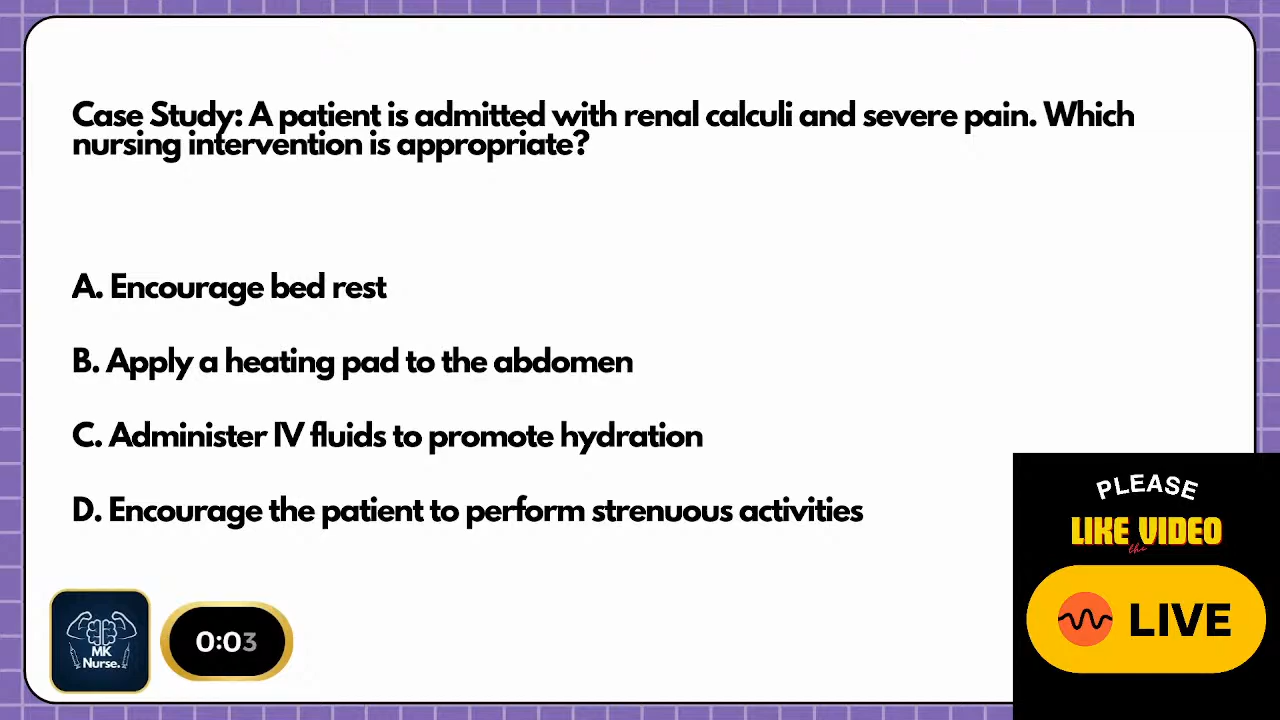 Case Study: A patient is admitted with renal calculi and severe pain. Which
nursing intervention is appropriate?
A. Encourage bed rest
B. Apply a heating pad to the abdomen
C. Administer IV fluids to promote hydration
D. Encourage the patient to perform strenuous activities
PLEASE
LIKE VIDEO
the
LIVE
MK
Nurse.
0:03